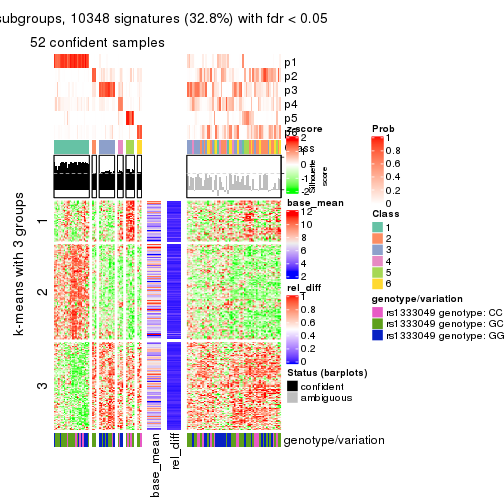 subgroups, 10348 signatures (32.8%) with fdr < 0.05
52 confident samples
p1
p2
p3
p4
p5
p6
Class
Silhouette
score
k-means with 3 groups
1
2
3
genotype/variation
base_mean
rel_diff
z-score
2
1
0
-1
-2
base_mean
12
10
8
6
4
2
rel_diff
1
0.8
0.6
0.4
0.2
0
Status (barplots)
confident
ambiguous
Prob
1
0.8
0.6
0.4
0.2
0
Class
1
2
3
4
5
6
genotype/variation
rs1333049 genotype: CC
rs1333049 genotype: GC
rs1333049 genotype: GG